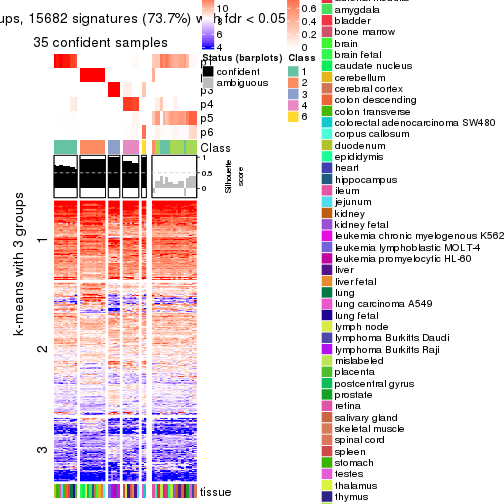 ups, 15682 signatures (73.7%) with fdr < 0.05
35 confident samples
p4
p5
p6
Class
1
0.5
0
Silhouette
score
k-means with 3 groups
1
2
3
tissue
10
8
6
4
Status (barplots)
confident
ambiguous
0.6
0.4
0.2
0
Class
1
2
3
4
6
amygdala
bladder
bone marrow
brain
brain fetal
caudate nucleus
cerebellum
cerebral cortex
colon descending
colon transverse
colorectal adenocarcinoma SW480
corpus callosum
duodenum
epididymis
heart
hippocampus
ileum
jejunum
kidney
kidney fetal
leukemia chronic myelogenous K562
leukemia lymphoblastic MOLT-4
leukemia promyelocytic HL-60
liver
liver fetal
lung
lung carcinoma A549
lung fetal
lymph node
lymphoma Burkitts Daudi
lymphoma Burkitts Raji
mislabeled
placenta
postcentral gyrus
prostate
retina
salivary gland
skeletal muscle
spinal cord
spleen
stomach
testes
thalamus
thymus